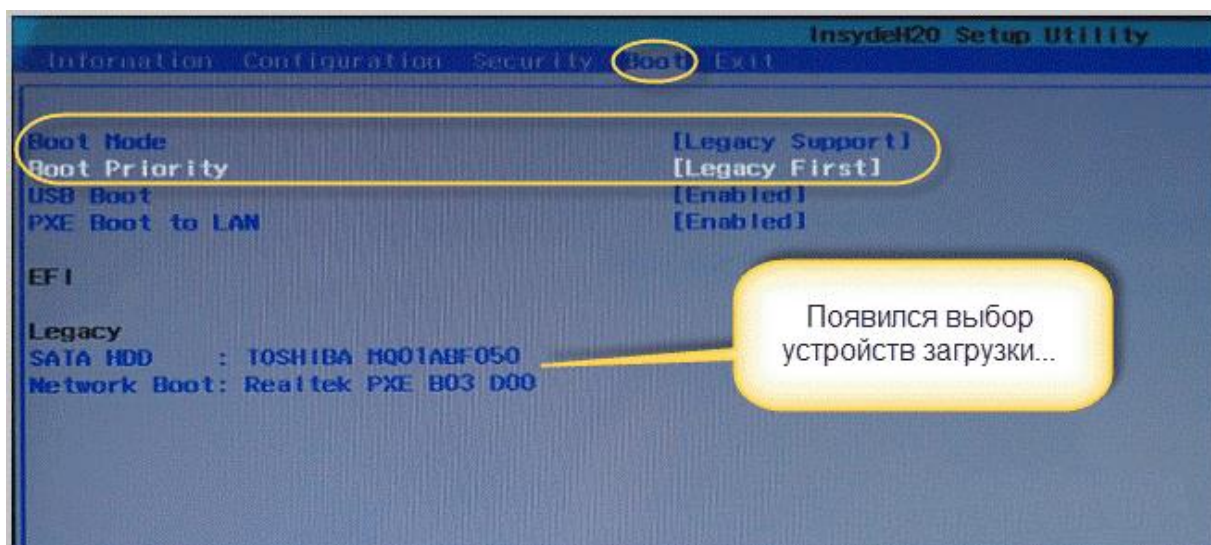 InsydeH20 Setup Utility
Information Configuration Security Boot Exit
Boot Mode [Legacy Support]
Boot Priority [Legacy First]
USB Boot [Enabled]
PXE Boot to LAN [Enabled]
EFI
Legacy
SATA HDD : TOSHIBA MQ01ABF050
Network Boot: Realtek PXE B03 D00
Появился выбор
устройств загрузки...